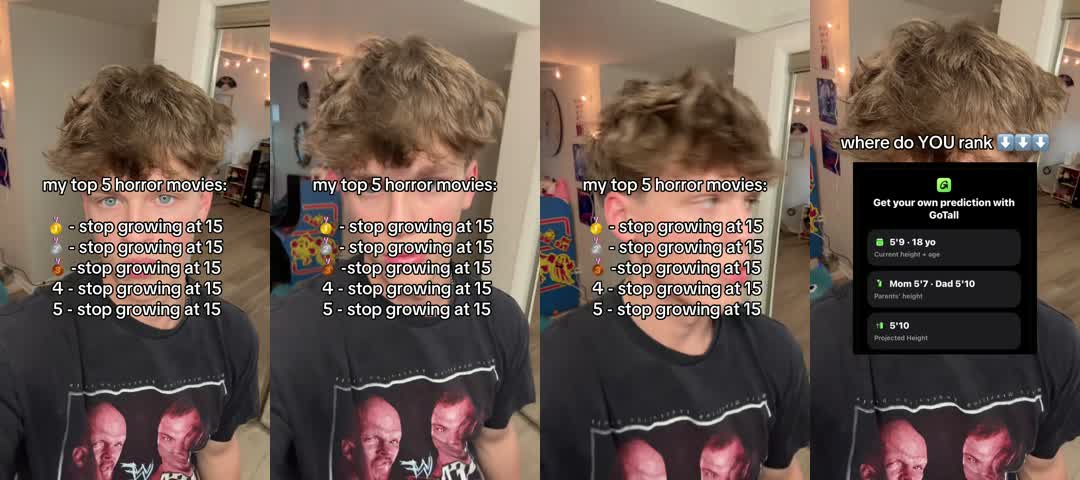 my top 5 horror movies:
🥇 - stop growing at 15
🥈 - stop growing at 15
🥉 -stop growing at 15
4 - stop growing at 15
5 - stop growing at 15
my top 5 horror movies:
🥇 - stop growing at 15
🥈 - stop growing at 15
🥉 -stop growing at 15
4 - stop growing at 15
5 - stop growing at 15
my top 5 horror movies:
🥇 - stop growing at 15
🥈 - stop growing at 15
🥉 -stop growing at 15
4 - stop growing at 15
5 - stop growing at 15
where do YOU rank ⬇️⬇️⬇️
Get your own prediction with
GoTall
5'9 · 18 yo
Current height + age
Mom 5'7 · Dad 5'10
Parents' height
5'10
Projected Height